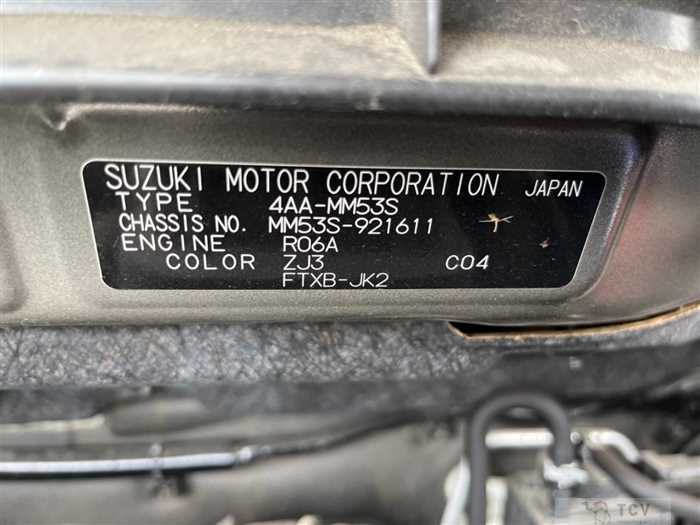 SUZUKI MOTOR CORPORATION JAPAN
TYPE 4AA-MM53S
CHASSIS NO. MM53S-921611
ENGINE R06A
COLOR ZJ3 C04
FTXB-JK2
TCV